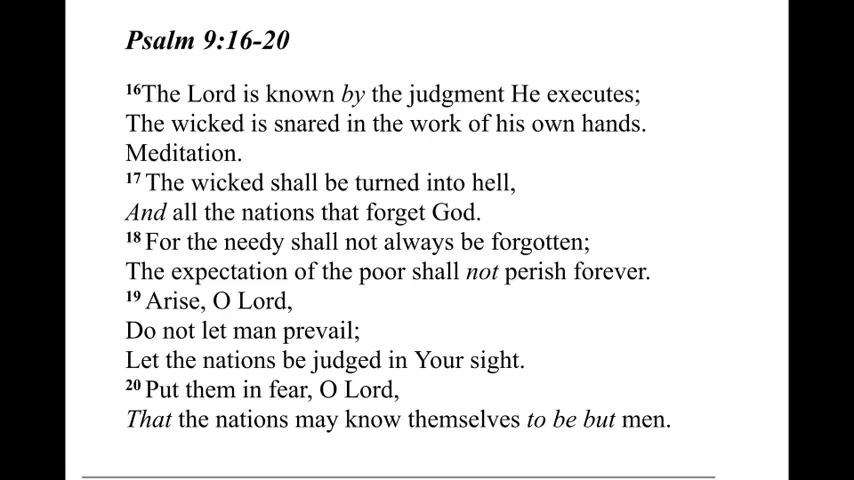 Psalm 9:16-20
16The Lord is known by the judgment He executes;
The wicked is snared in the work of his own hands.
Meditation.
17 The wicked shall be turned into hell,
And all the nations that forget God.
18 For the needy shall not always be forgotten;
The expectation of the poor shall not perish forever.
19 Arise, O Lord,
Do not let man prevail;
Let the nations be judged in Your sight.
20 Put them in fear, O Lord,
That the nations may know themselves to be but men.